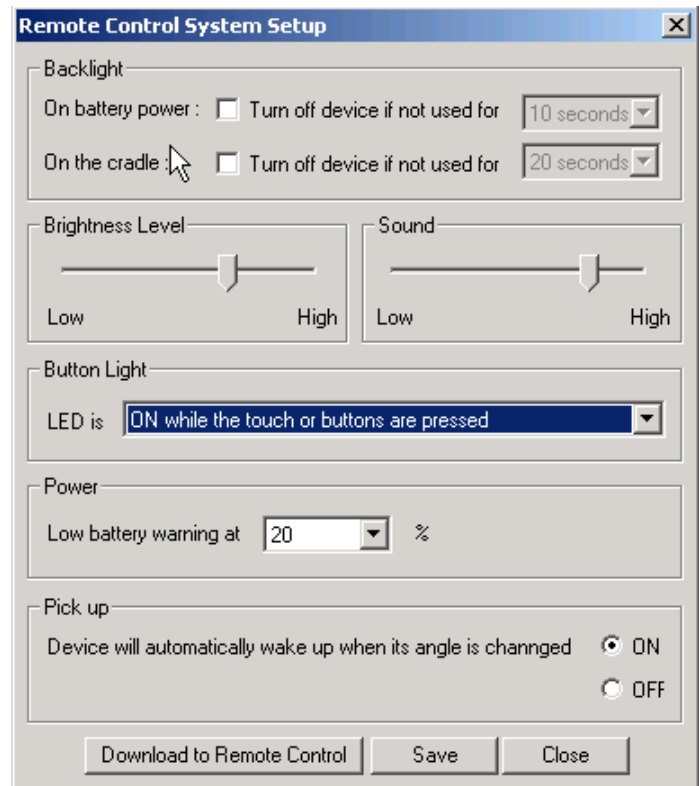 Remote Control System Setup
Backlight
On battery power : Turn off device if not used for 10 seconds
On the cradle : Turn off device if not used for 20 seconds
Brightness Level Sound
Low High Low High
Button Light
LED is ON while the touch or buttons are pressed
Power
Low battery warning at 20 %
Pick up
Device will automatically wake up when its angle is channged ON
OFF
Download to Remote Control Save Close